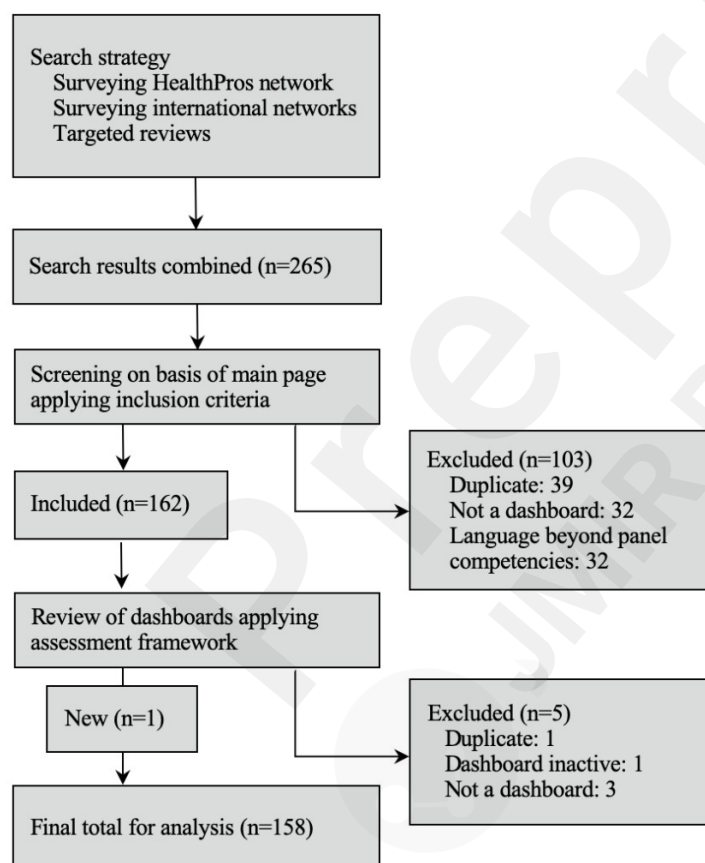 Search strategy
Surveying HealthPros network
Surveying international networks
Targeted reviews
Search results combined (n=265)
Screening on basis of main page
applying inclusion criteria
Excluded (n=103)
Duplicate: 39
Not a dashboard: 32
Language beyond panel
competencies: 32
Included (n=162)
Review of dashboards applying
assessment framework
New (n=1)
Excluded (n=5)
Duplicate: 1
Dashboard inactive: 1
Not a dashboard: 3
Final total for analysis (n=158)
Prepr
JMIR